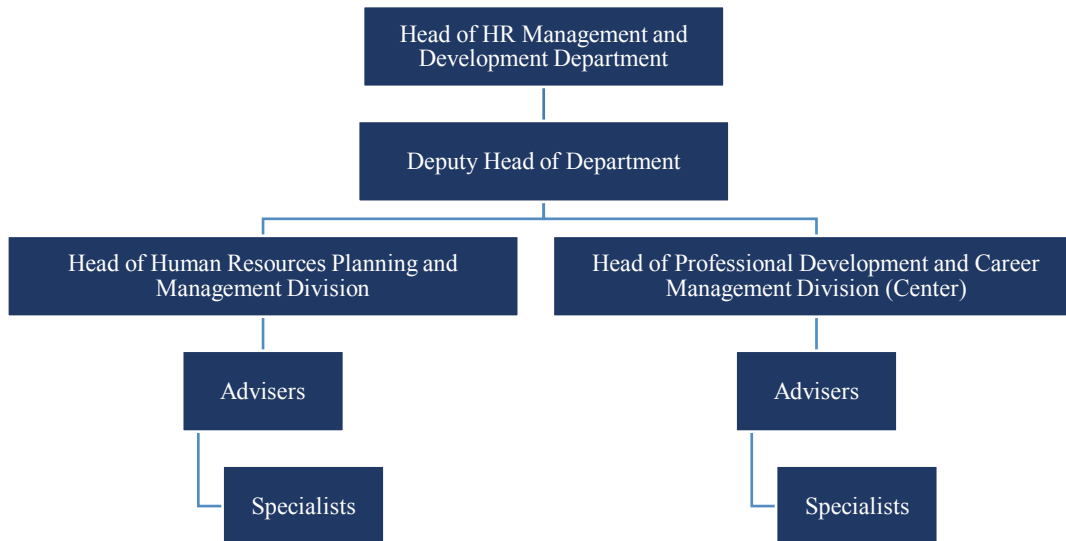 Head of HR Management and
Development Department
Deputy Head of Department
Head of Human Resources Planning and
Management Division
Head of Professional Development and Career
Management Division (Center)
Advisers
Advisers
Specialists
Specialists